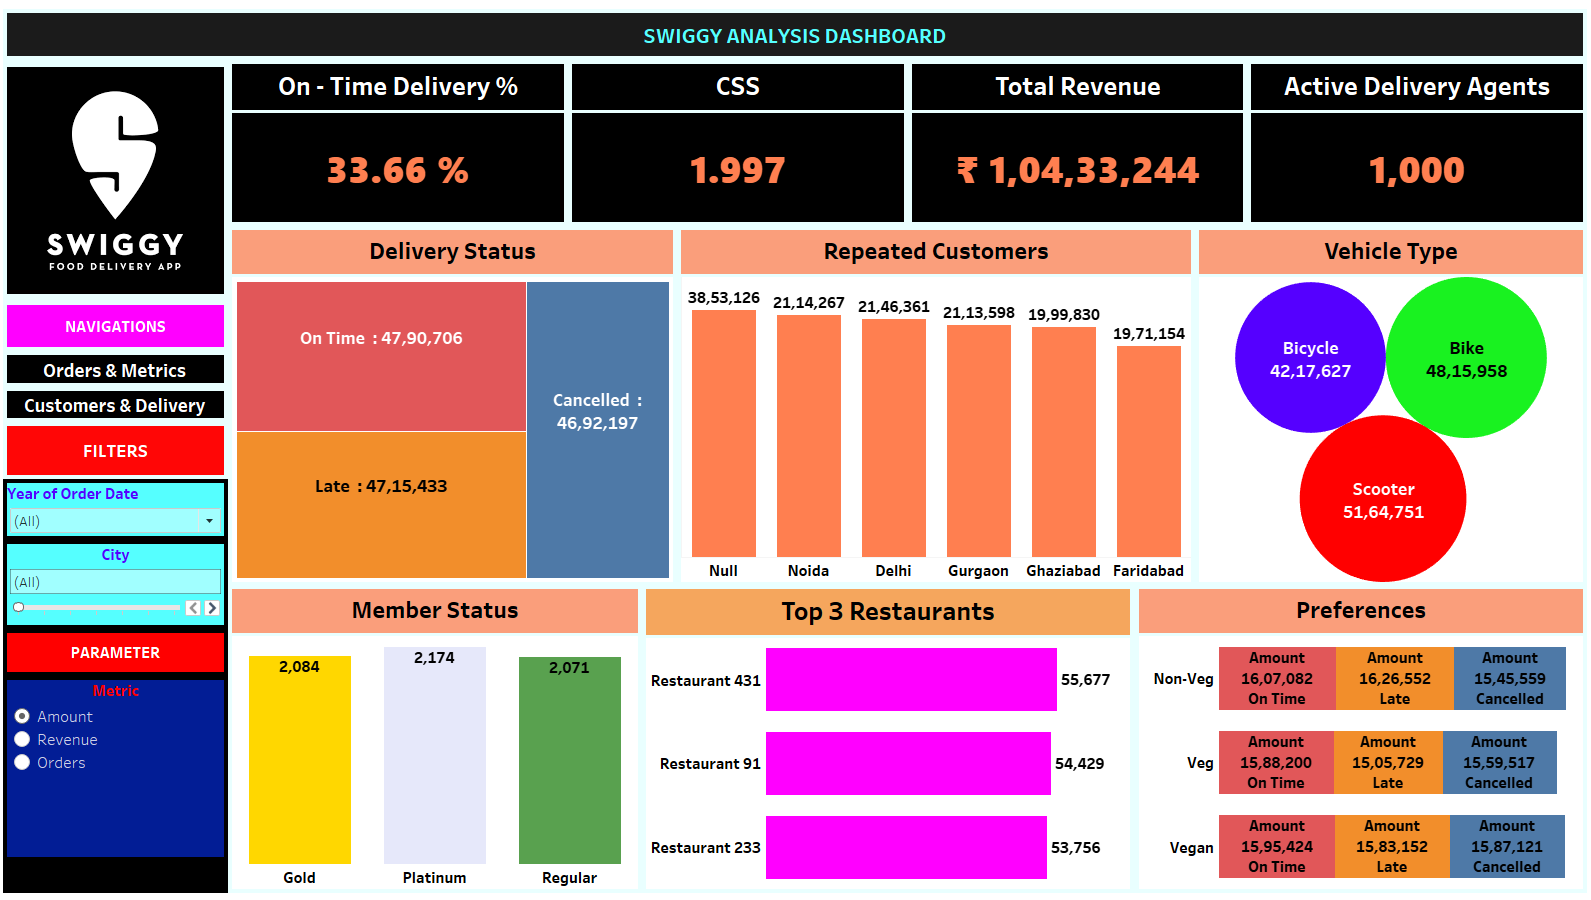 SWIGGY ANALYSIS DASHBOARD
SWIGGY
FOOD DELIVERY APP
On - Time Delivery %
33.66 %
CSS
1.997
Total Revenue
₹ 1,04,33,244
Active Delivery Agents
1,000
NAVIGATIONS
Orders & Metrics
Customers & Delivery
FILTERS
Year of Order Date
(All)
City
(All)
PARAMETER
Metric
Amount
Revenue
Orders
Delivery Status
On Time : 47,90,706
Late : 47,15,433
Cancelled :
46,92,197
Repeated Customers
38,53,126
21,14,267
21,46,361
21,13,598
19,99,830
19,71,154
Null
Noida
Delhi
Gurgaon
Ghaziabad
Faridabad
Vehicle Type
Bicycle
42,17,627
Bike
48,15,958
Scooter
51,64,751
Member Status
2,084
2,174
2,071
Gold
Platinum
Regular
Top 3 Restaurants
Restaurant 431
55,677
Restaurant 91
54,429
Restaurant 233
53,756
Preferences
Non-Veg
Amount
16,07,082
On Time
Amount
16,26,552
Late
Amount
15,45,559
Cancelled
Veg
Amount
15,88,200
On Time
Amount
15,05,729
Late
Amount
15,59,517
Cancelled
Vegan
Amount
15,95,424
On Time
Amount
15,83,152
Late
Amount
15,87,121
Cancelled